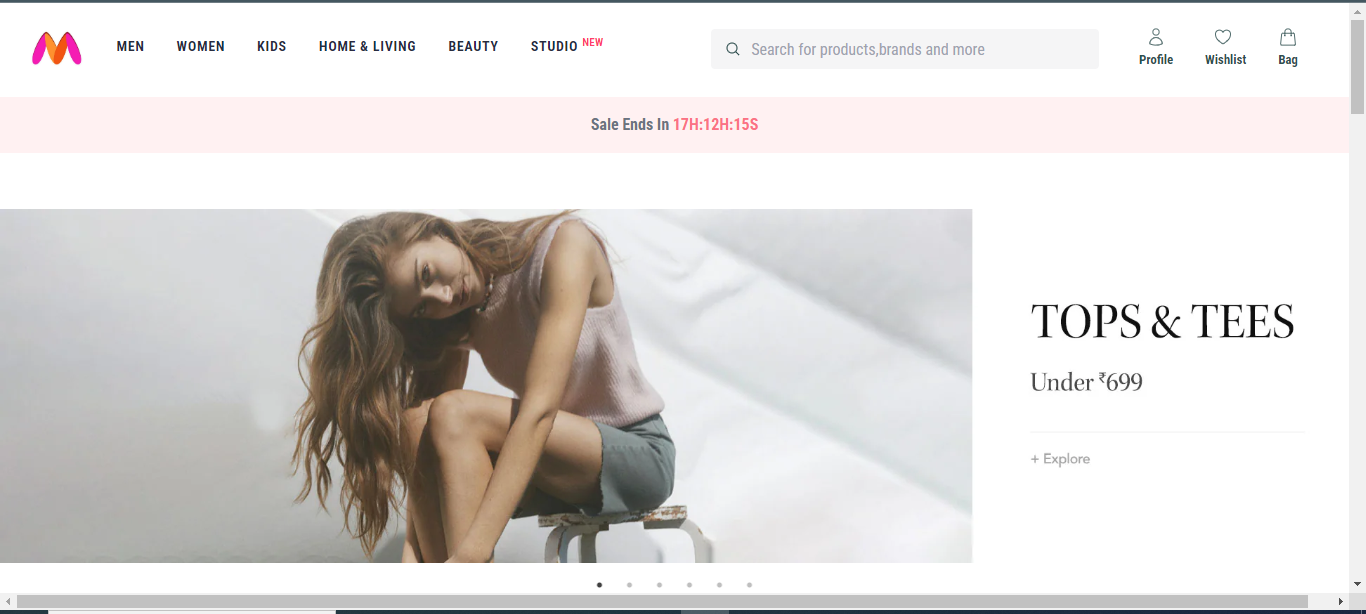 MEN WOMEN KIDS HOME & LIVING BEAUTY STUDIO NEW
Search for products,brands and more
Profile Wishlist Bag
Sale Ends In 17H:12H:15S
TOPS & TEES
Under ₹699
+ Explore